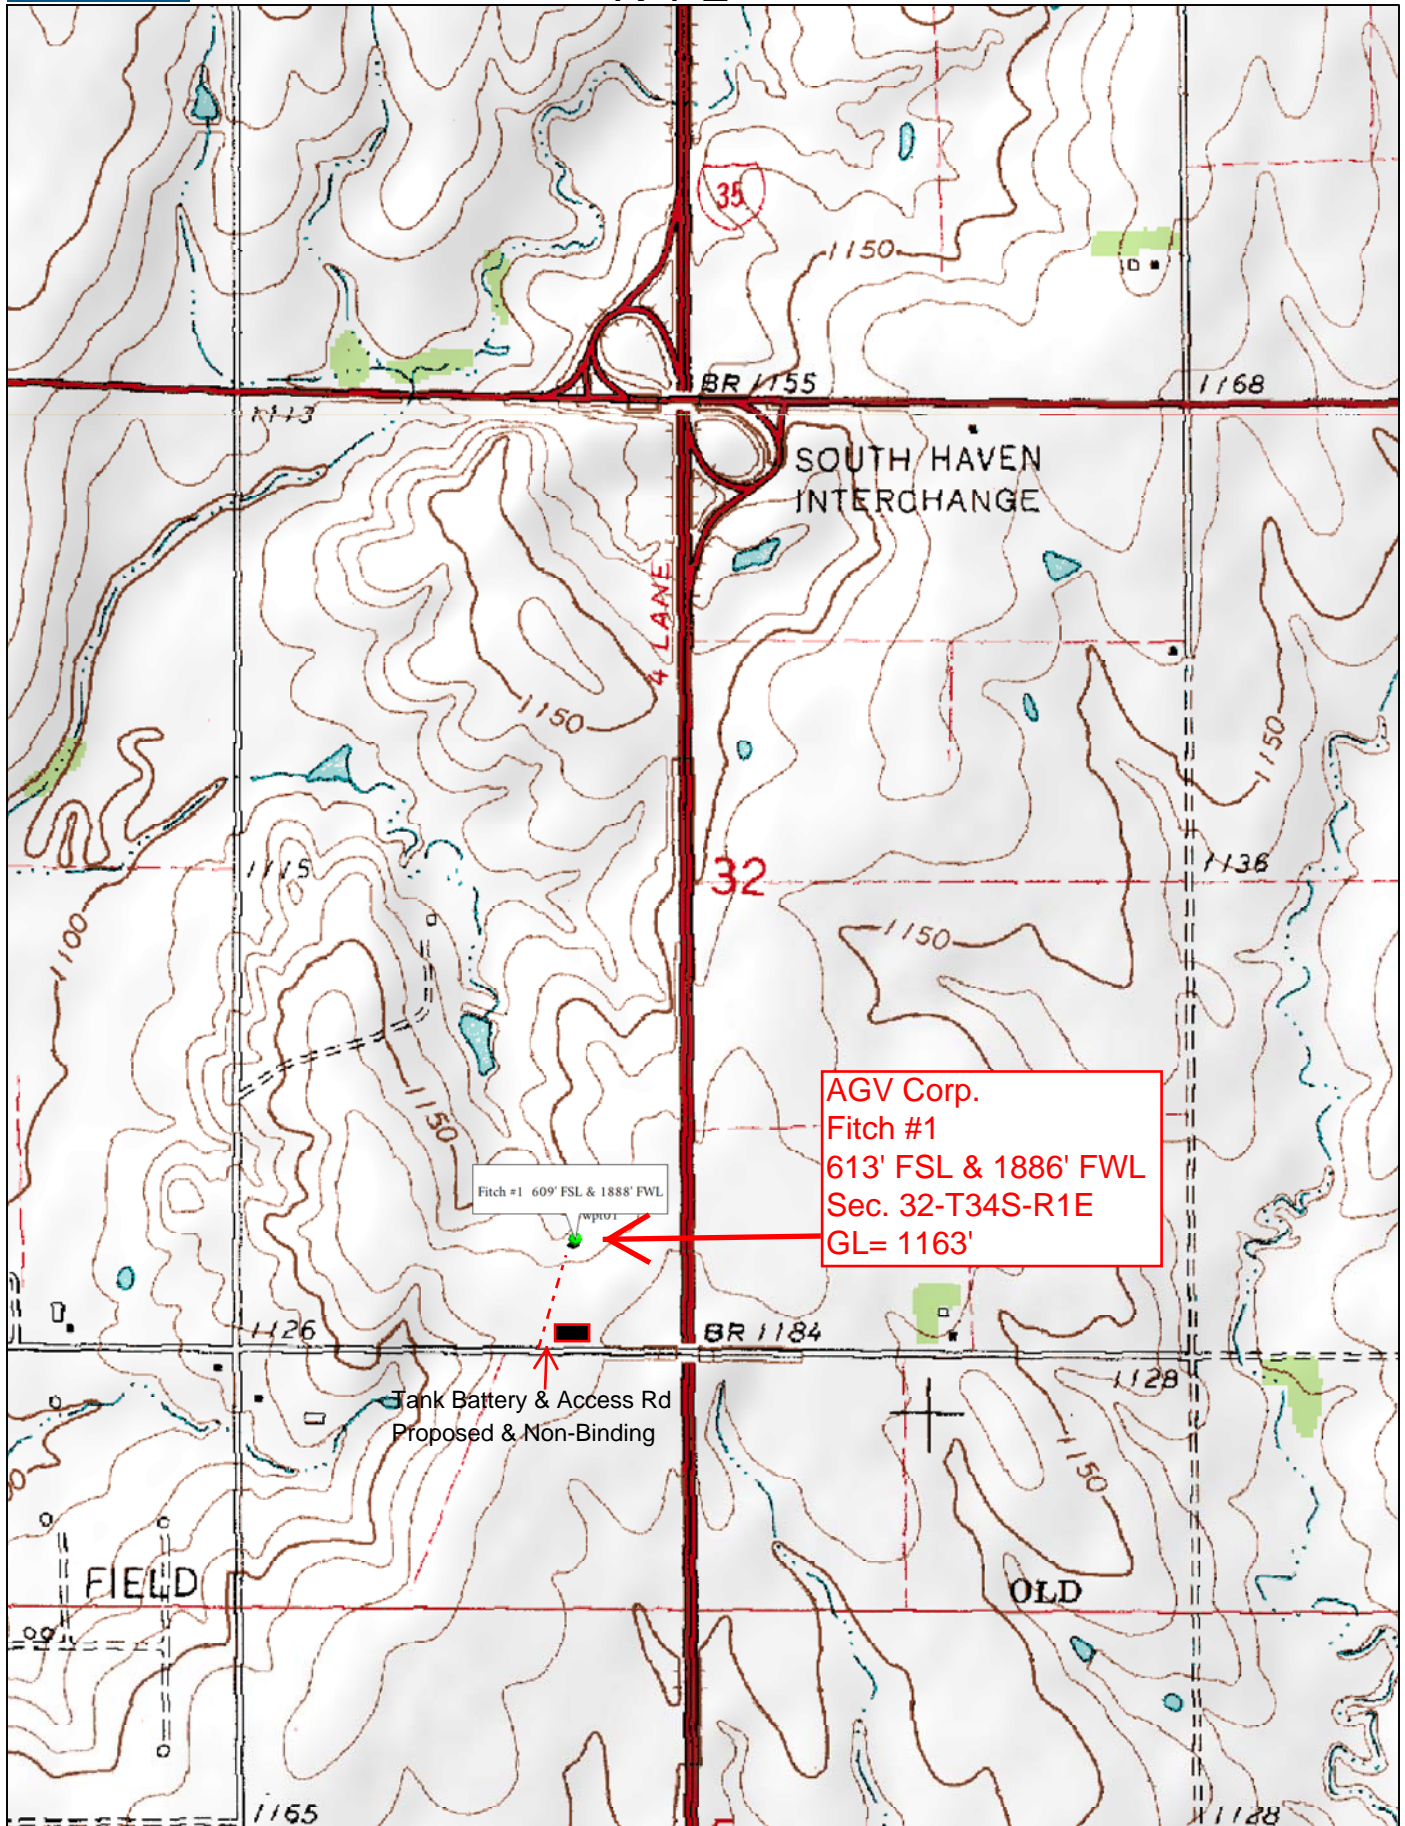 35
1150
BR 1155
1168
1113
SOUTH HAVEN
INTERCHANGE
4 LANE
1150
1150
1115
32
1138
1100
1150
1150
AGV Corp.
Fitch #1
613' FSL & 1886' FWL
Sec. 32-T34S-R1E
GL= 1163'
Fitch #1 609' FSL & 1888' FWL
wpt01
1126
BR 1184
1128
Tank Battery & Access Rd
Proposed & Non-Binding
1150
FIELD
OLD
1165
1128